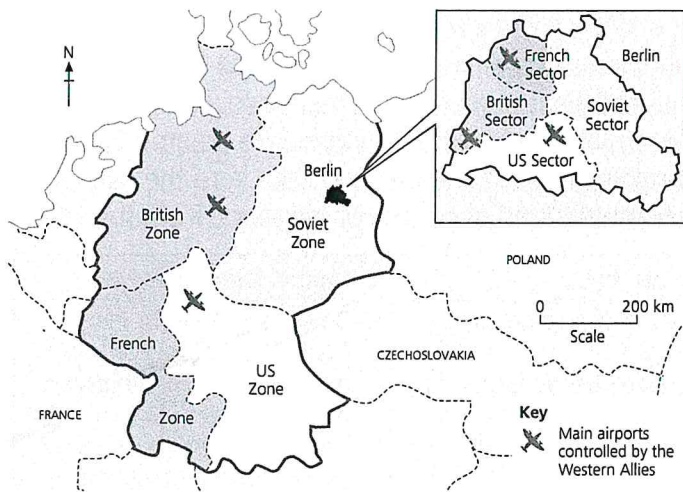 N
Berlin
French
Sector
British
Sector
Soviet
Sector
US Sector
Berlin
British
Zone
Soviet
Zone
POLAND
0 200 km
Scale
French
US
Zone
CZECHOSLOVAKIA
FRANCE
Zone
Key
Main airports
controlled by the
Western Allies